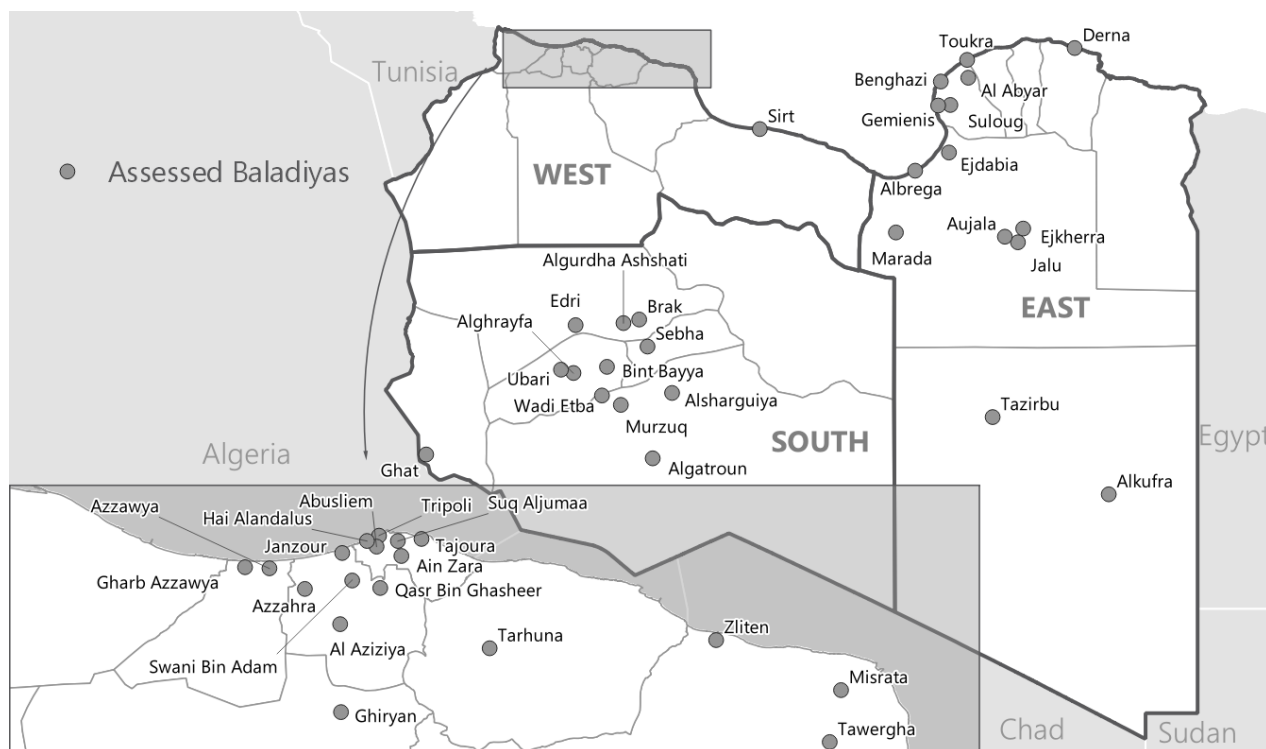 Tunisia
Assessed Baladiyas
WEST
Sirt
Toukra
Derna
Benghazi
Al Abyar
Gemienis
Suloug
Ejdabia
Albrega
Aujala
Ejkherra
Marada
Jalu
EAST
Algurdha Ashshati
Edri
Brak
Alghrayfa
Sebha
Ubari
Bint Bayya
Wadi Etba
Alsharguiya
Murzuq
SOUTH
Tazirbu
Egypt
Algeria
Ghat
Algatroun
Alkufra
Azzawya
Abusliem
Tripoli
Suq Aljumaa
Hai Alandalus
Janzour
Tajoura
Ain Zara
Gharb Azzawya
Azzahra
Qasr Bin Ghasheer
Swani Bin Adam
Al Aziziya
Tarhuna
Zliten
Misrata
Ghiryan
Tawergha
Chad
Sudan